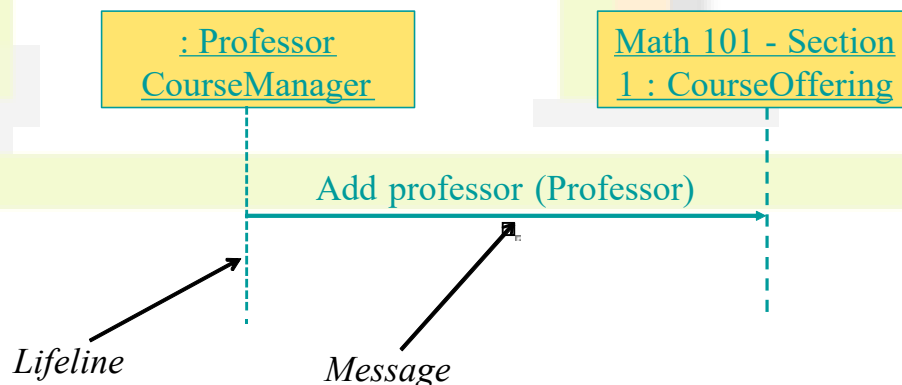 : Professor
CourseManager
Math 101 - Section
1 : CourseOffering
Add professor (Professor)
Lifeline
Message